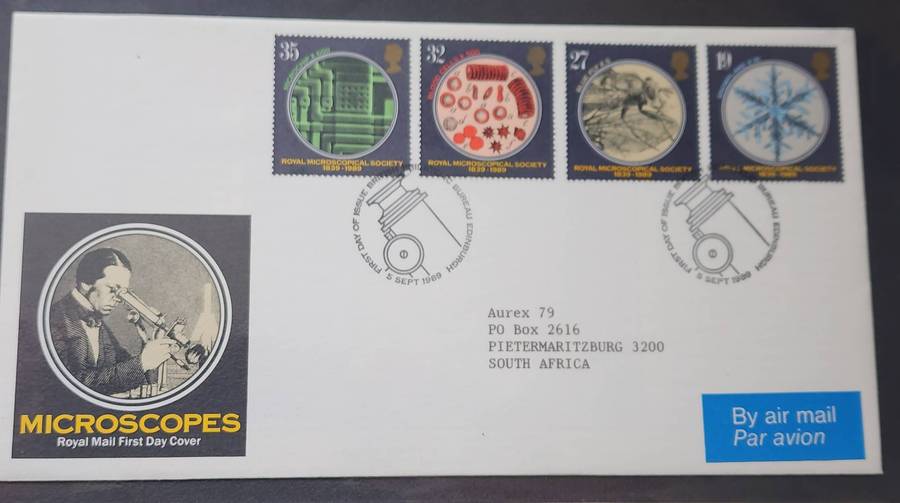 35
32
27
19
ROYAL MICROSCOPICAL SOCIETY
1839·1989
ROYAL MICROSCOPICAL SOCIETY
1839·1989
ROYAL MICROSCOPICAL SOCIETY
1839·1989
ROYAL MICROSCOPICAL SOCIETY
1839·1989
FIRST DAY OF ISSUE BUREAU EDINBURGH
5 SEPT 1989
FIRST DAY OF ISSUE BUREAU EDINBURGH
5 SEPT 1989
Aurex 79
PO Box 2616
PIETERMARITZBURG 3200
SOUTH AFRICA
MICROSCOPES
Royal Mail First Day Cover
By air mail
Par avion